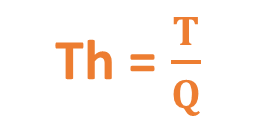 Th = T/Q